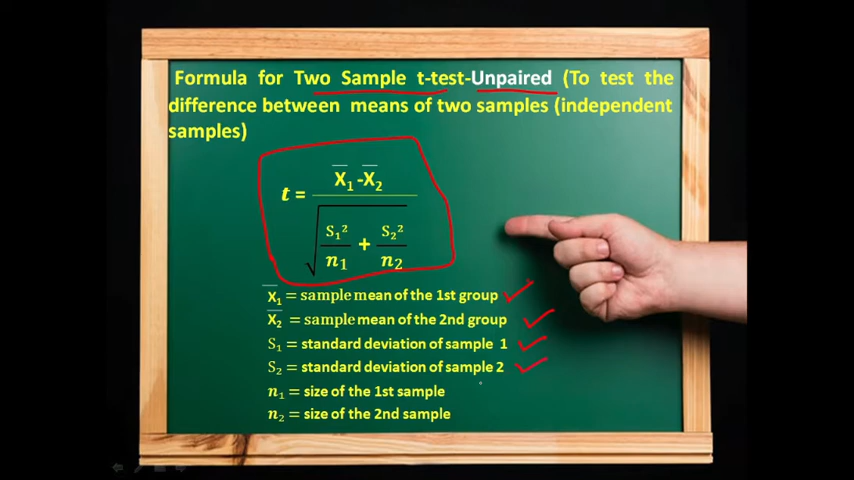 Formula for Two Sample t-test-Unpaired (To test the
difference between means of two samples (independent
samples)
t = X̅₁ -X̅₂ / √ S₁²/n₁ + S₂²/n₂
X̅₁ = sample mean of the 1st group
X̅₂ = sample mean of the 2nd group
S₁ = standard deviation of sample 1
S₂ = standard deviation of sample 2
n₁ = size of the 1st sample
n₂ = size of the 2nd sample